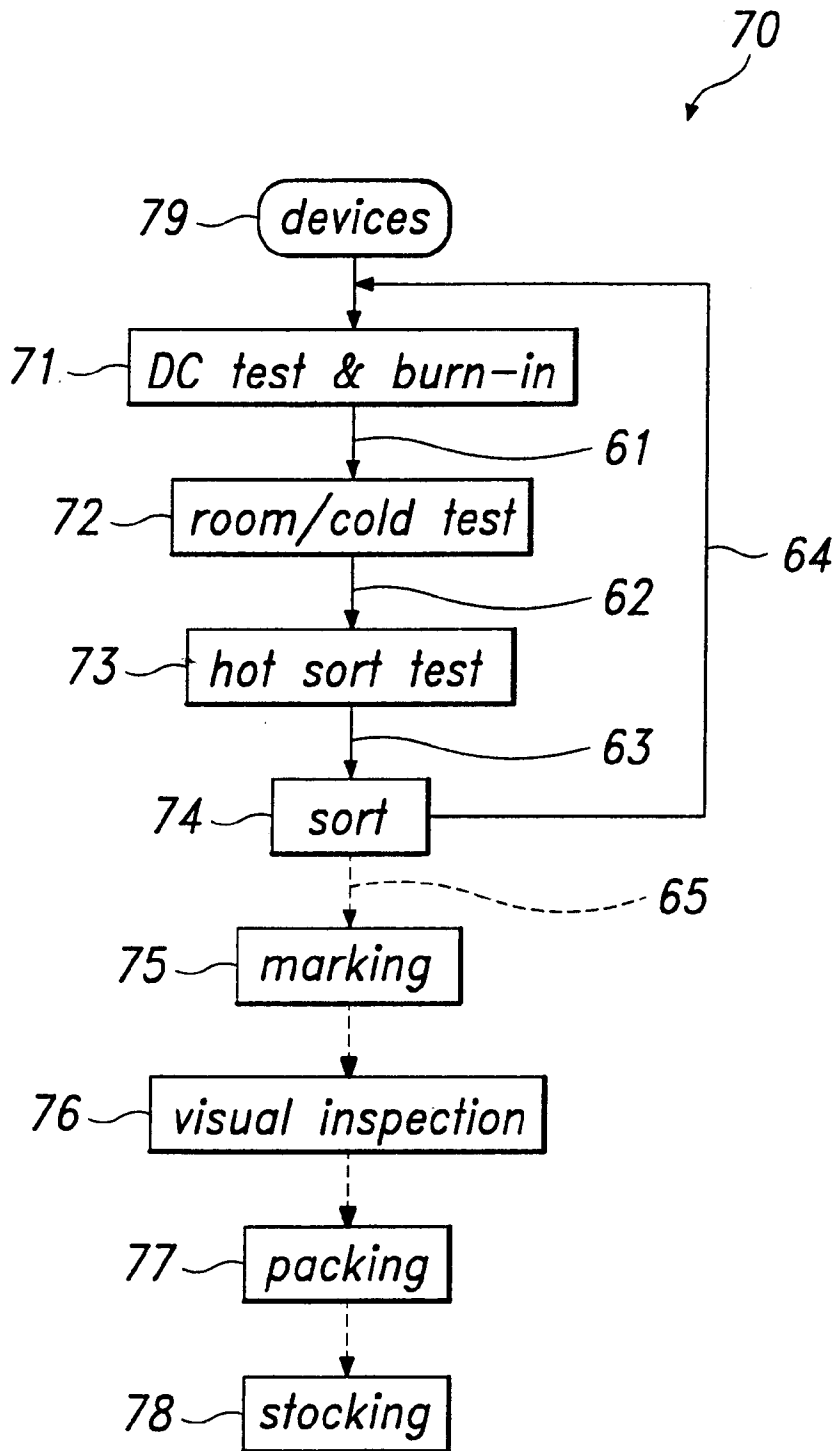 70
79 devices
71 DC test & burn-in
61
72 room/cold test
64
62
73 hot sort test
63
74 sort
65
75 marking
76 visual inspection
77 packing
78 stocking